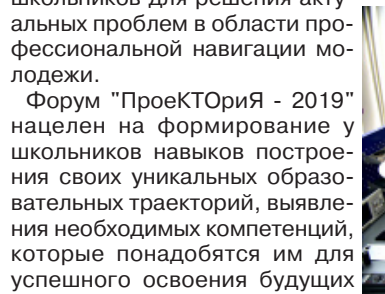 школьников для решения акту-
альных проблем в области про-
фессиональной навигации мо-
лодежи.
Форум "ПроеКТОриЯ - 2019"
нацелен на формирование у
школьников навыков построе-
ния своих уникальных образо-
вательных траекторий, выявле-
ния необходимых компетенций,
которые понадобятся им для
успешного освоения будущих